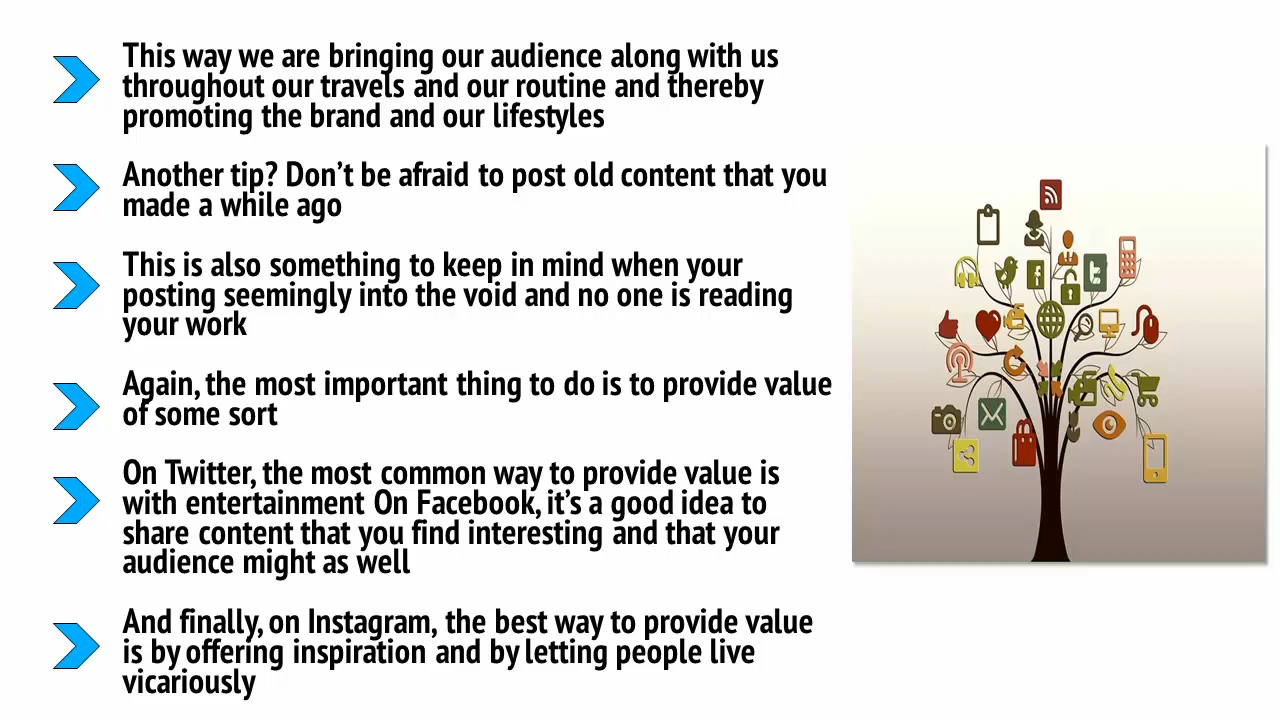 This way we are bringing our audience along with us
throughout our travels and our routine and thereby
promoting the brand and our lifestyles
Another tip? Don’t be afraid to post old content that you
made a while ago
This is also something to keep in mind when your
posting seemingly into the void and no one is reading
your work
Again, the most important thing to do is to provide value
of some sort
On Twitter, the most common way to provide value is
with entertainment On Facebook, it’s a good idea to
share content that you find interesting and that your
audience might as well
And finally, on Instagram, the best way to provide value
is by offering inspiration and by letting people live
vicariously